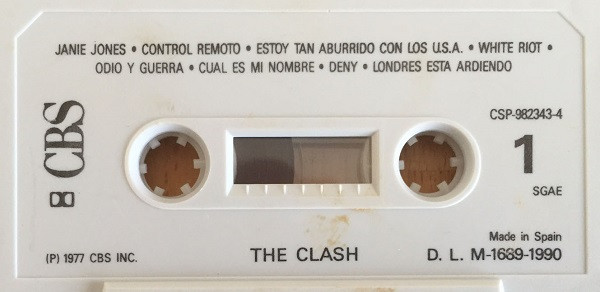 JANIE JONES • CONTROL REMOTO • ESTOY TAN ABURRIDO CON LOS U.S.A. • WHITE RIOT •
ODIO Y GUERRA • CUAL ES MI NOMBRE • DENY • LONDRES ESTA ARDIENDO
CBS
CSP-982343-4
1
SGAE
Made in Spain
(P) 1977 CBS INC.
THE CLASH
D. L. M-1689-1990